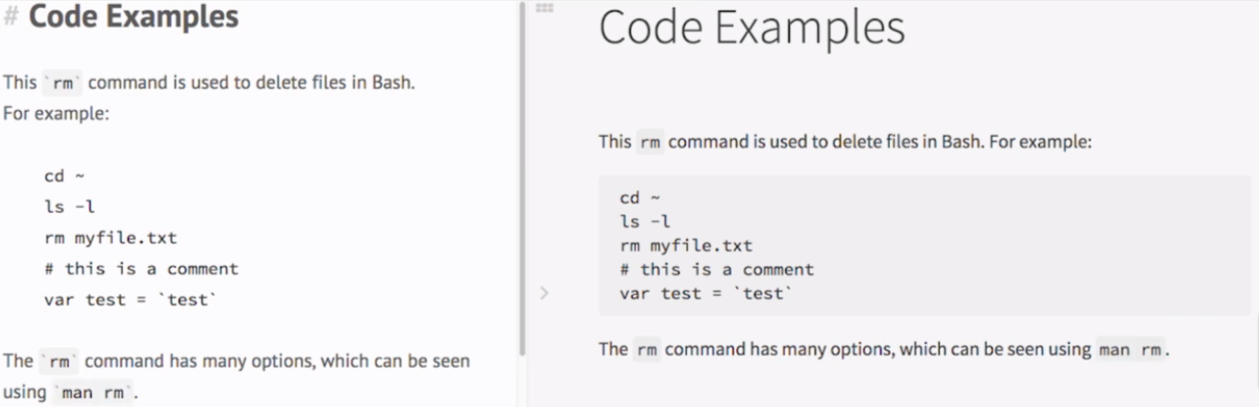 # Code Examples
This `rm` command is used to delete files in Bash.
For example:
cd ~
ls -l
rm myfile.txt
# this is a comment
var test = `test`
The `rm` command has many options, which can be seen
using `man rm`.
Code Examples
This rm command is used to delete files in Bash. For example:
cd ~
ls -l
rm myfile.txt
# this is a comment
var test = `test`
The rm command has many options, which can be seen using man rm.